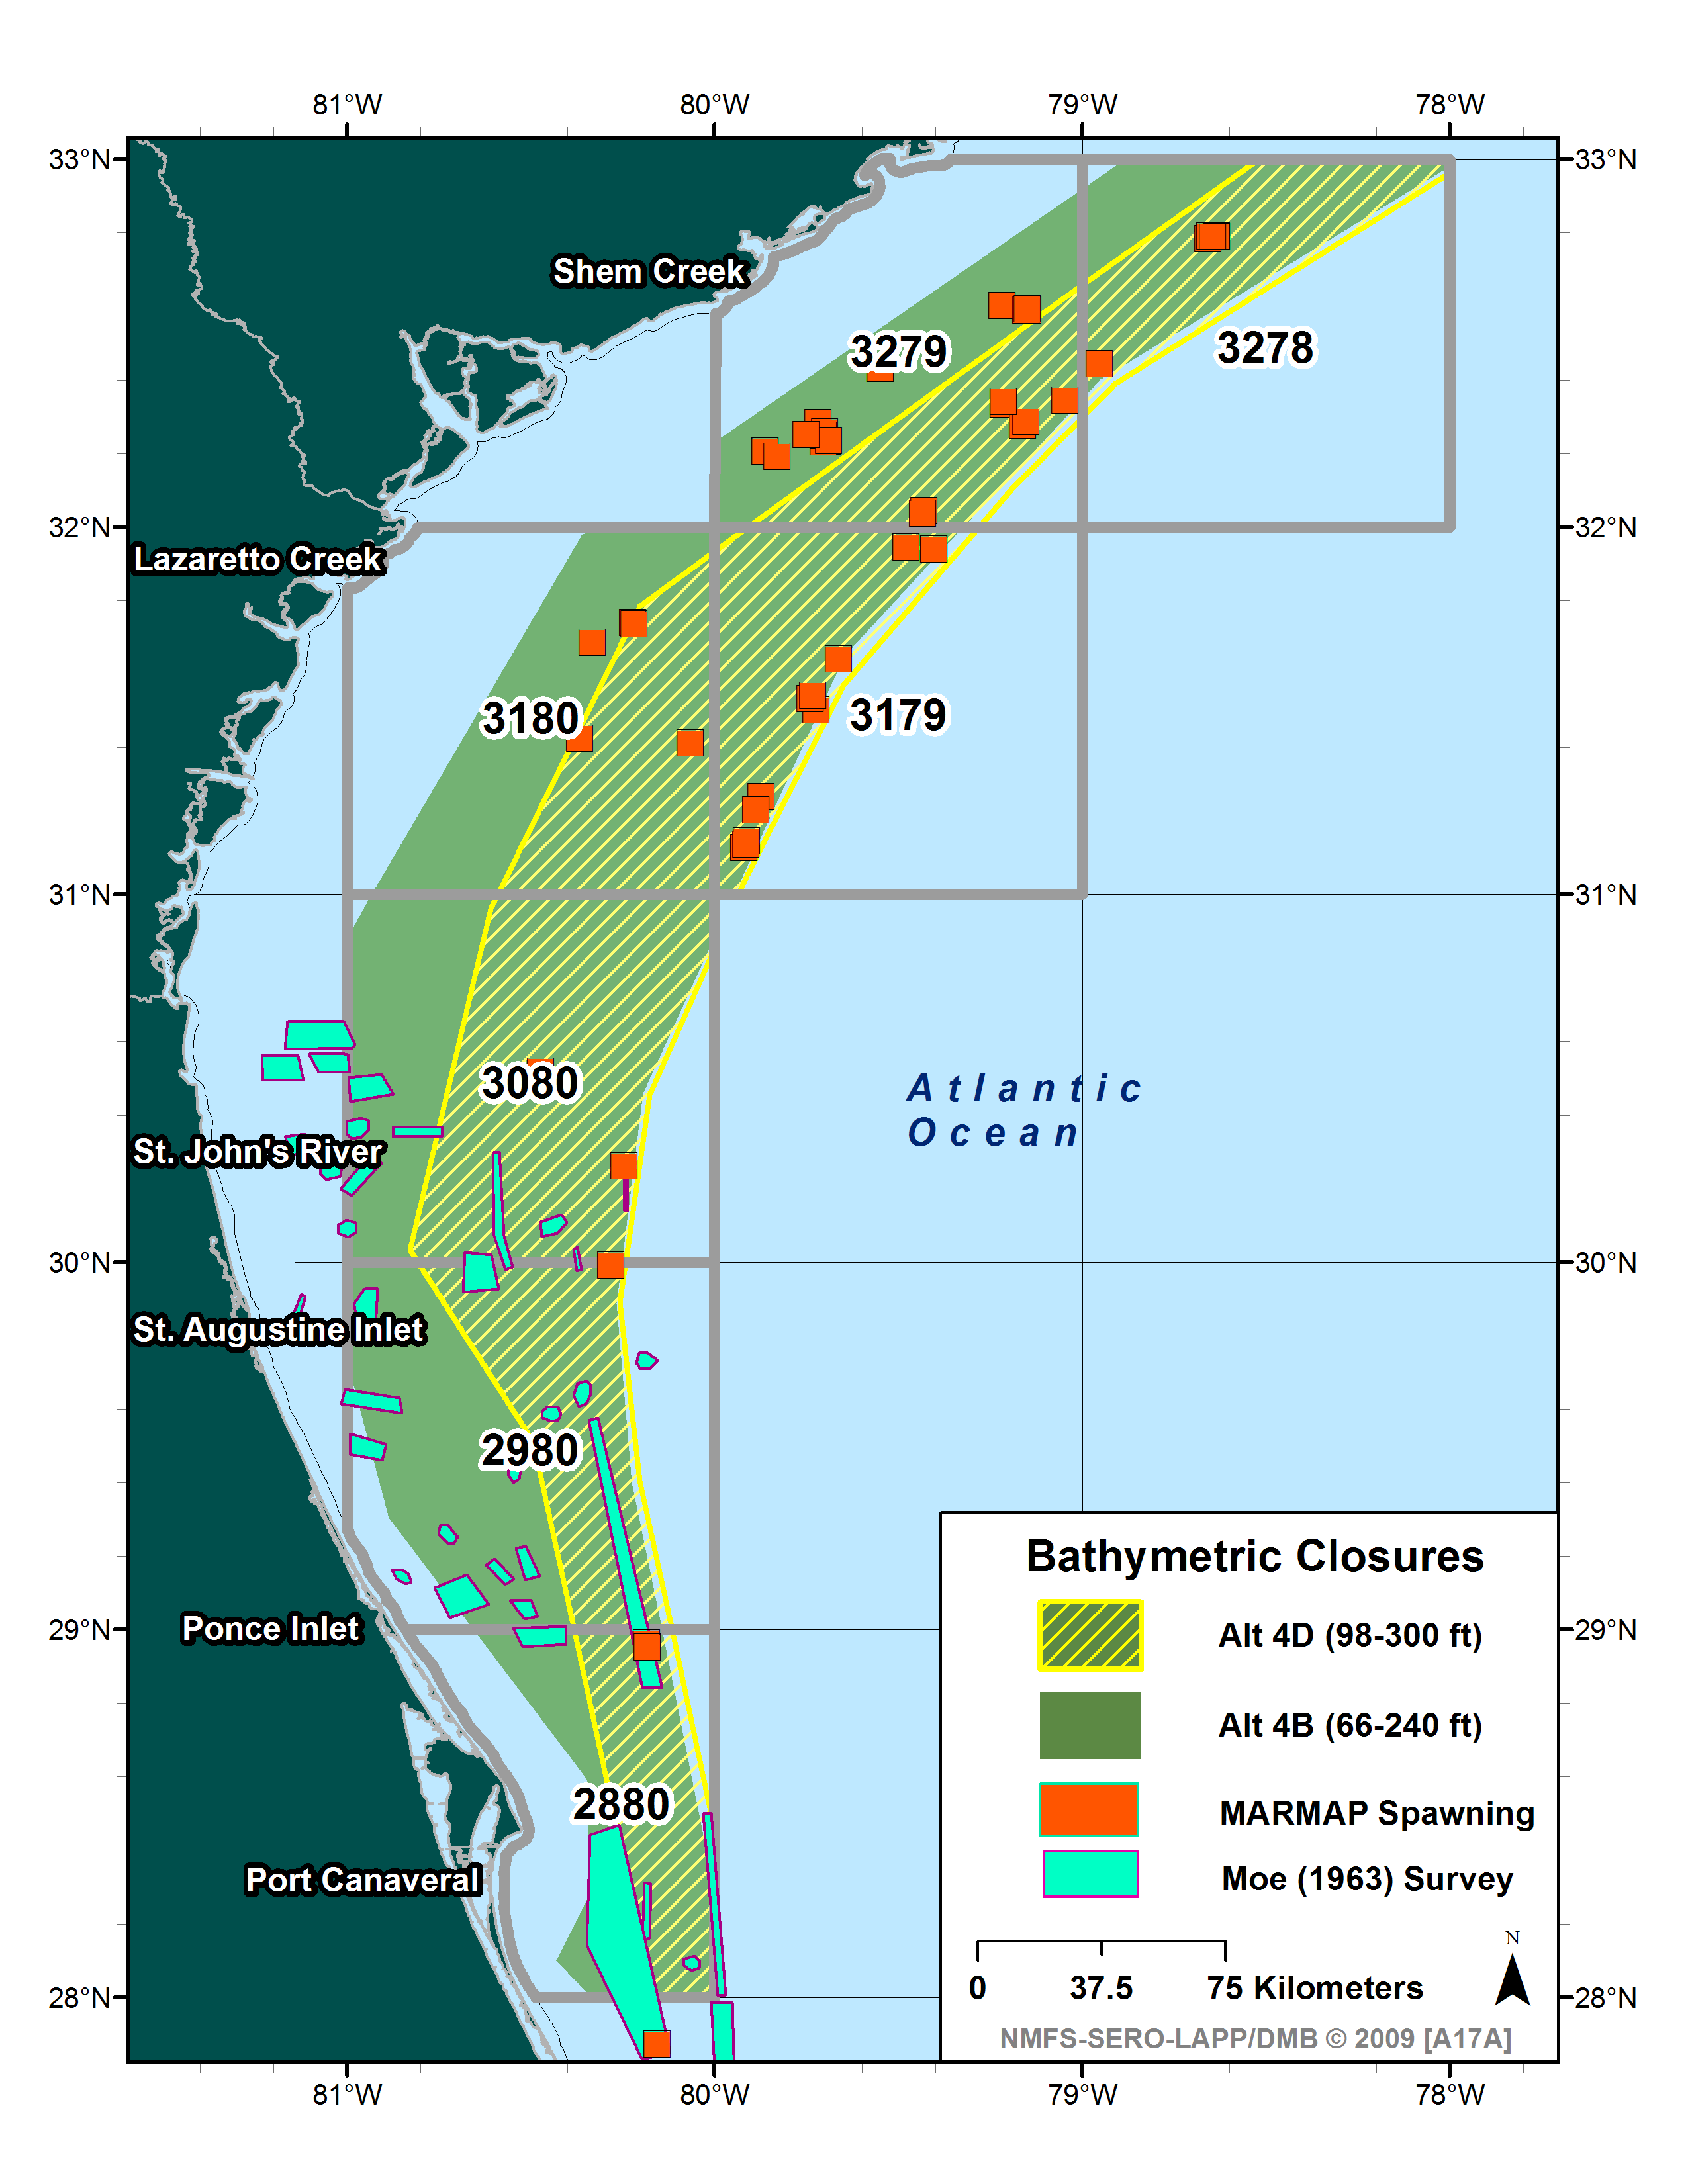 81°W 80°W 79°W 78°W
33°N 33°N
Shem Creek
3279 3278
32°N 32°N
Lazaretto Creek
3180 3179
31°N 31°N
3080
Atlantic
Ocean
St. John's River
30°N 30°N
St. Augustine Inlet
2980
Bathymetric Closures
29°N 29°N
Ponce Inlet
Alt 4D (98-300 ft)
Alt 4B (66-240 ft)
2880
MARMAP Spawning
Port Canaveral
Moe (1963) Survey
N
0 37.5 75 Kilometers
28°N 28°N
NMFS-SERO-LAPP/DMB © 2009 [A17A]
81°W 80°W 79°W 78°W